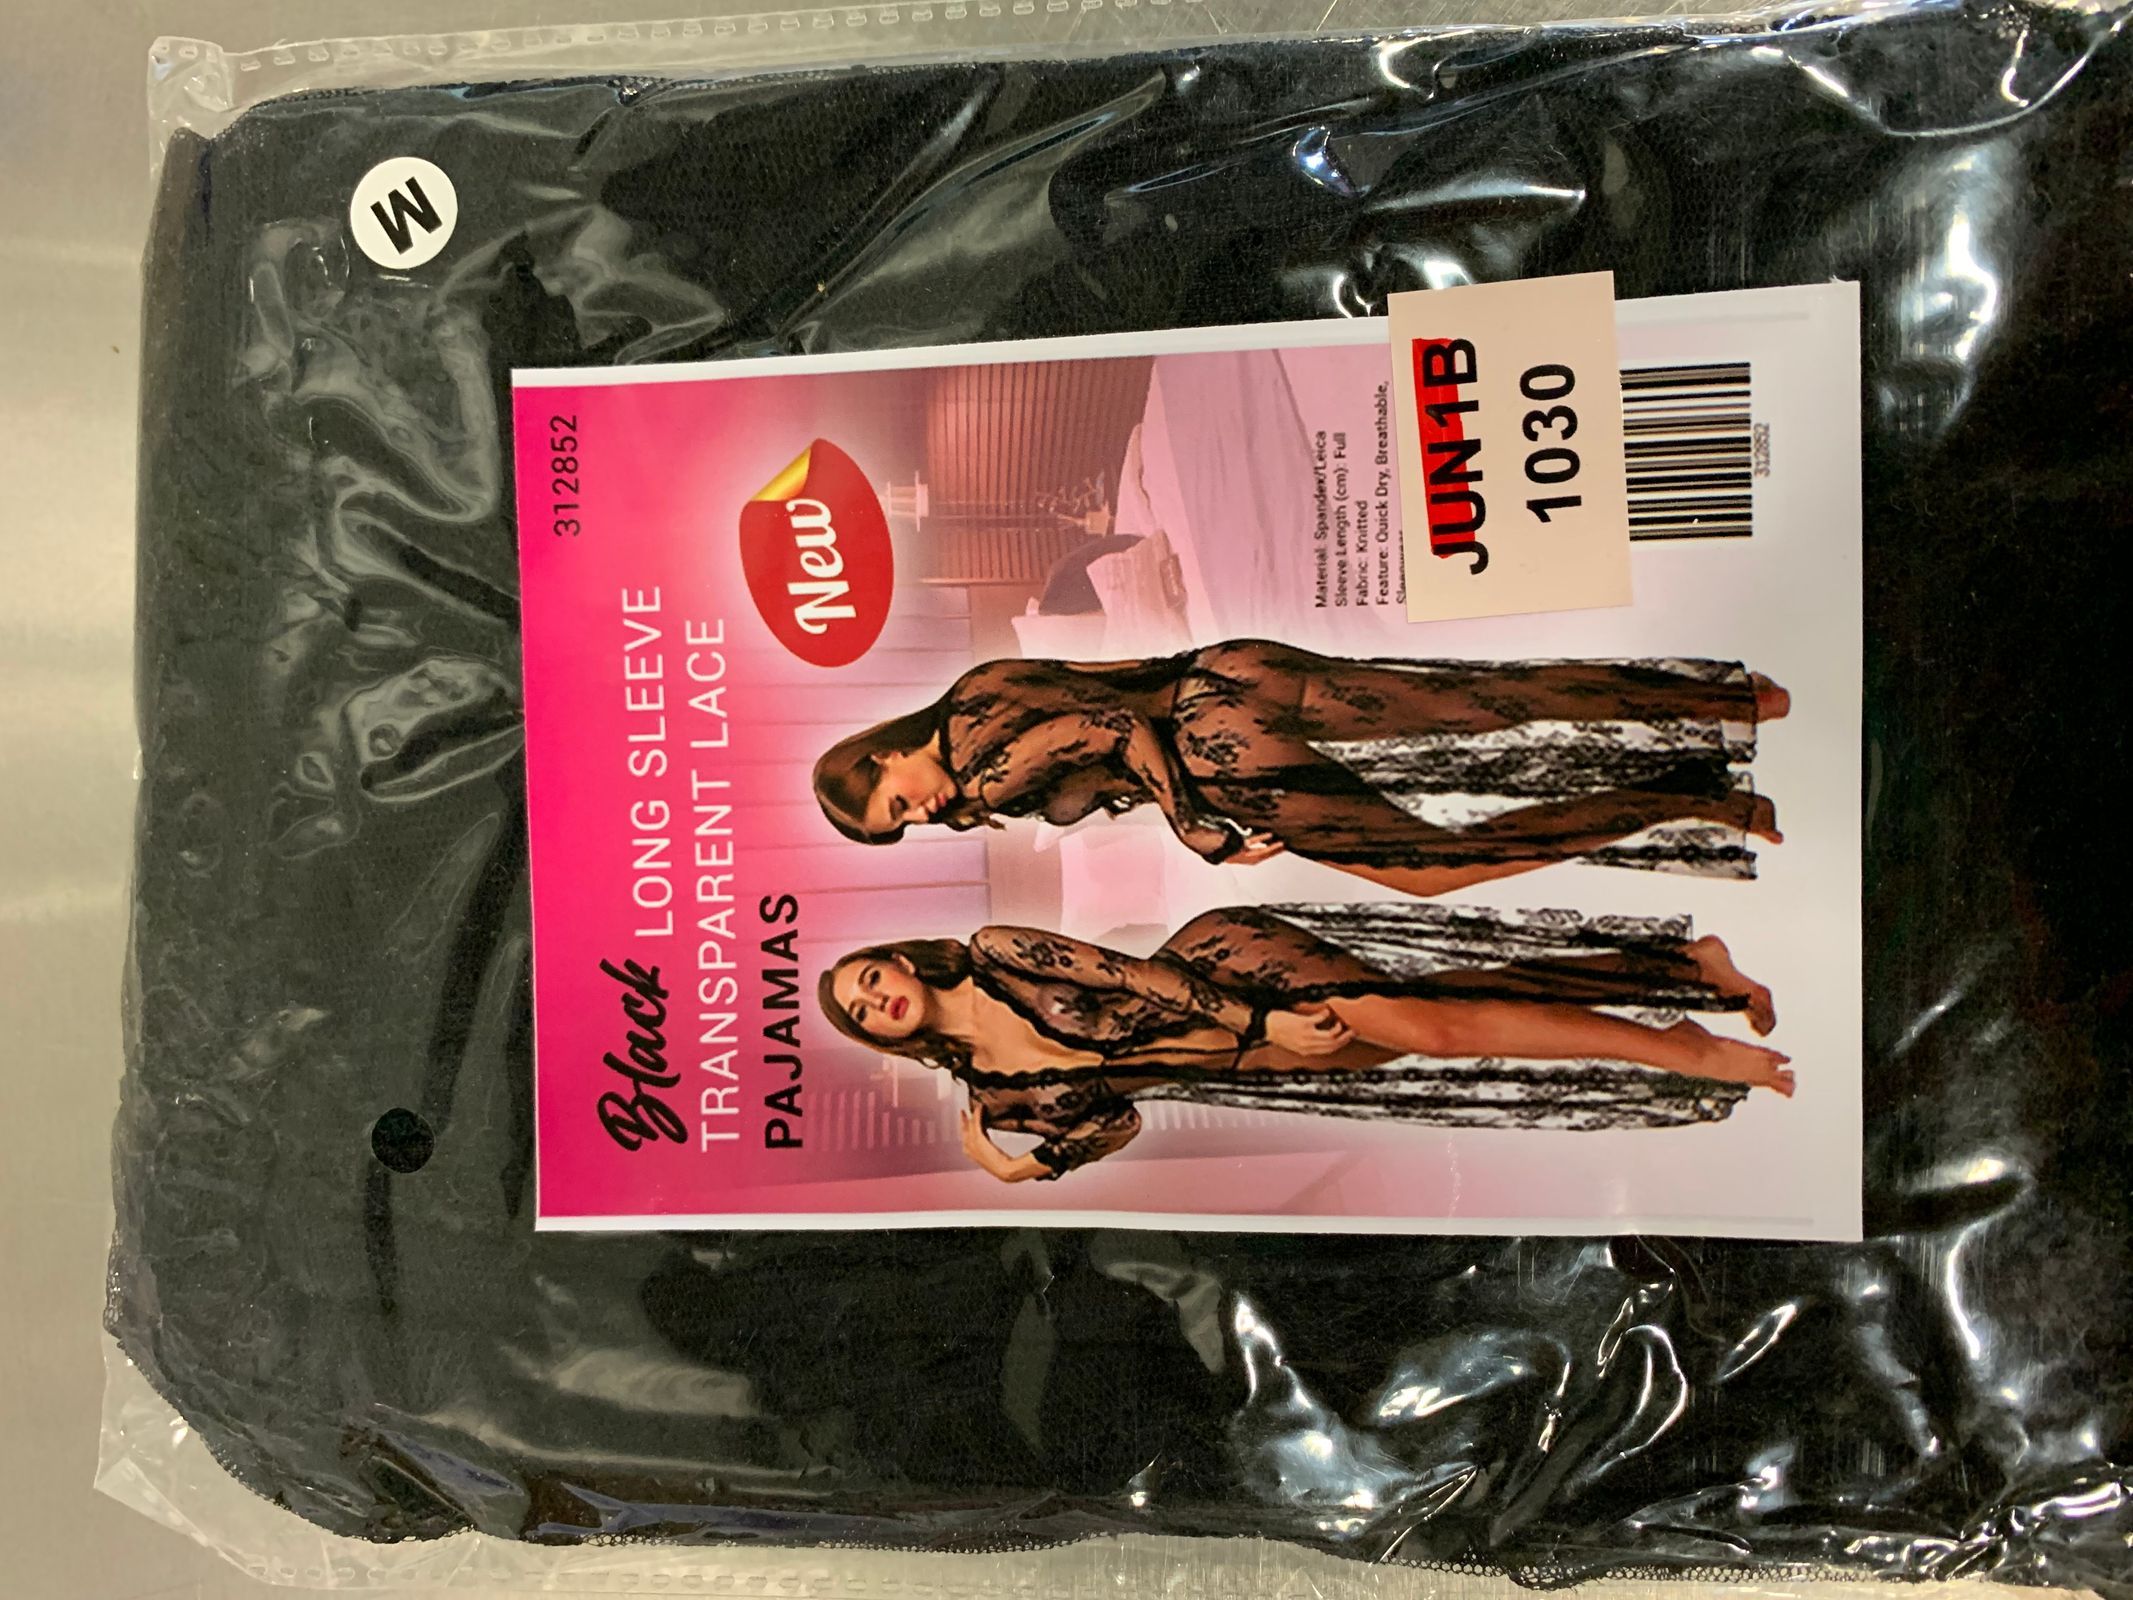 M
312852
Black LONG SLEEVE
TRANSPARENT LACE
PAJAMAS
New
Material: Spandex/Leica
Sleeve Length (cm): Full
Fabric: Knitted
Feature: Quick Dry, Breathable,
JUN1B
1030
312852